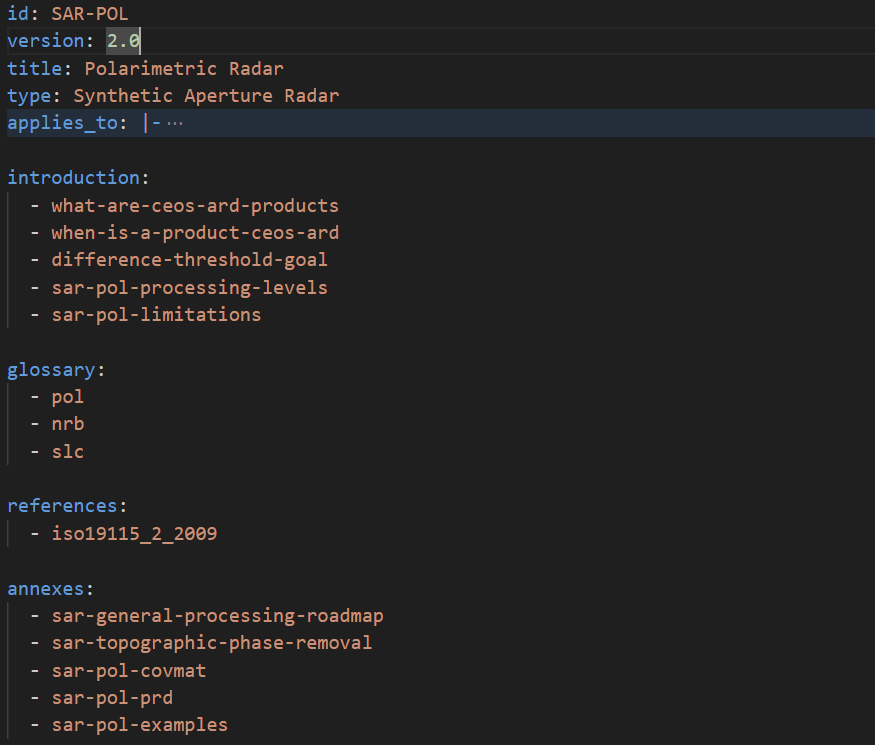 id: SAR-POL
version: 2.0
title: Polarimetric Radar
type: Synthetic Aperture Radar
applies_to: |- ...
introduction:
- what-are-ceos-ard-products
- when-is-a-product-ceos-ard
- difference-threshold-goal
- sar-pol-processing-levels
- sar-pol-limitations
glossary:
- pol
- nrb
- slc
references:
- iso19115_2_2009
annexes:
- sar-general-processing-roadmap
- sar-topographic-phase-removal
- sar-pol-covmat
- sar-pol-prd
- sar-pol-examples